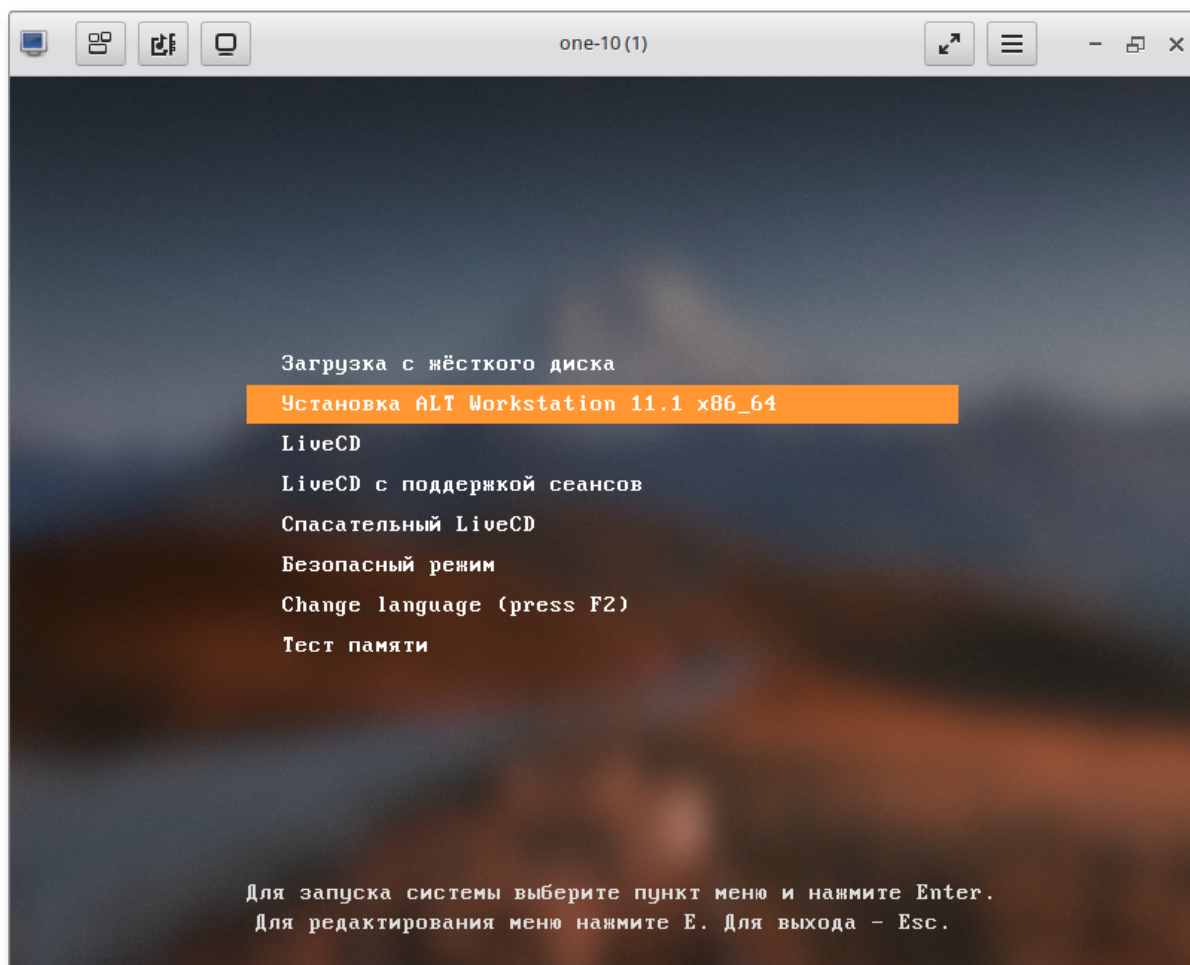 one-10 (1)
Загрузка с жёсткого диска
Установка ALT Workstation 11.1 x86_64
LiveCD
LiveCD с поддержкой сеансов
Спасательный LiveCD
Безопасный режим
Change language (press F2)
Тест памяти
Для запуска системы выберите пункт меню и нажмите Enter.
Для редактирования меню нажмите E. Для выхода - Esc.